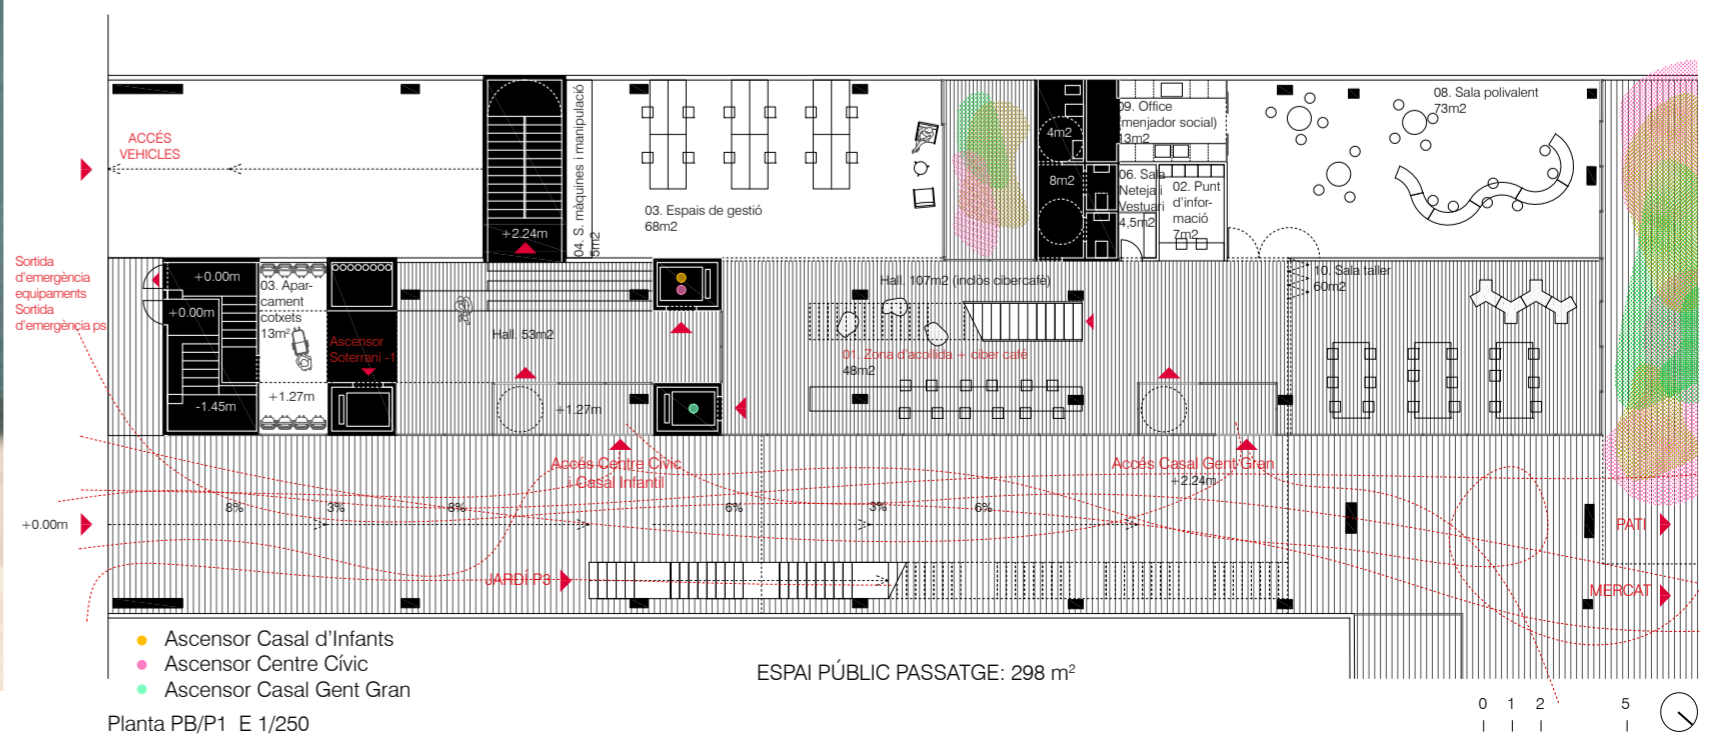 ACCÉS
VEHICLES
+2.24m
04. S. màquines i manipulació
5m2
03. Espais de gestió
68m2
4m2
8m2
09. Office
(menjador social)
13m2
06. Sala
Neteja i
Vestuari
4,5m2
02. Punt
d'infor-
mació
7m2
08. Sala polivalent
73m2
Sortida
d'emergència
equipaments
Sortida
d'emergència ps
+0.00m
+0.00m
-1.45m
03. Apar-
cament
cotxets
13m²
+1.27m
Ascensor
Soterrani -1
Hall. 53m2
+1.27m
Hall. 107m2 (inclòs cibercafé)
01. Zona d'acollida + ciber café
48m2
10. Sala taller
60m2
Accés Centre Cívic
i Casal Infantil
Accés Casal Gent Gran
+2.24m
+0.00m
8%
3%
8%
6%
3%
6%
PATI
JARDÍ P3
MERCAT
Ascensor Casal d'Infants
Ascensor Centre Cívic
Ascensor Casal Gent Gran
ESPAI PÚBLIC PASSATGE: 298 m²
Planta PB/P1 E 1/250
0 1 2 5